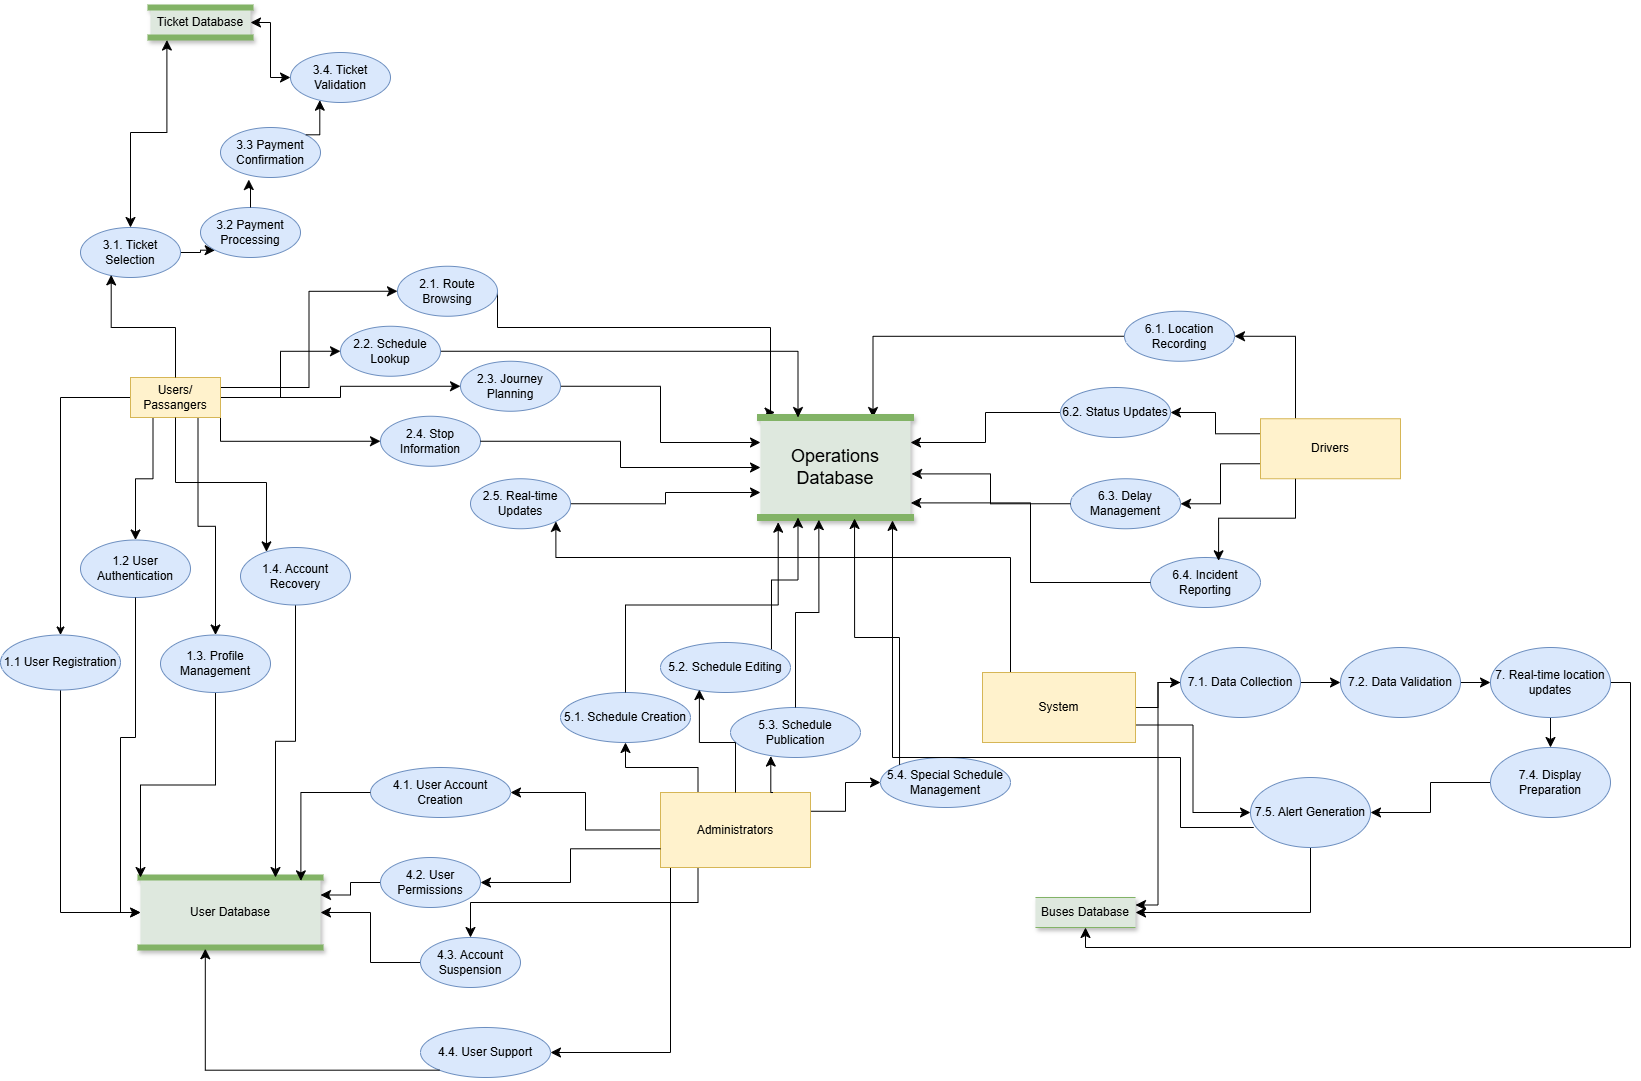 Ticket Database
3.4. Ticket
Validation
3.3 Payment
Confirmation
3.2 Payment
Processing
3.1. Ticket
Selection
2.1. Route
Browsing
2.2. Schedule
Lookup
2.3. Journey
Planning
2.4. Stop
Information
2.5. Real-time
Updates
Users/
Passangers
Operations
Database
6.1. Location
Recording
6.2. Status Updates
6.3. Delay
Management
6.4. Incident
Reporting
Drivers
1.2 User
Authentication
1.4. Account
Recovery
1.1 User Registration
1.3. Profile
Management
5.2. Schedule Editing
5.1. Schedule Creation
5.3. Schedule
Publication
5.4. Special Schedule
Management
System
7.1. Data Collection
7.2. Data Validation
7. Real-time location
updates
7.4. Display
Preparation
7.5. Alert Generation
4.1. User Account
Creation
Administrators
4.2. User
Permissions
User Database
4.3. Account
Suspension
4.4. User Support
Buses Database